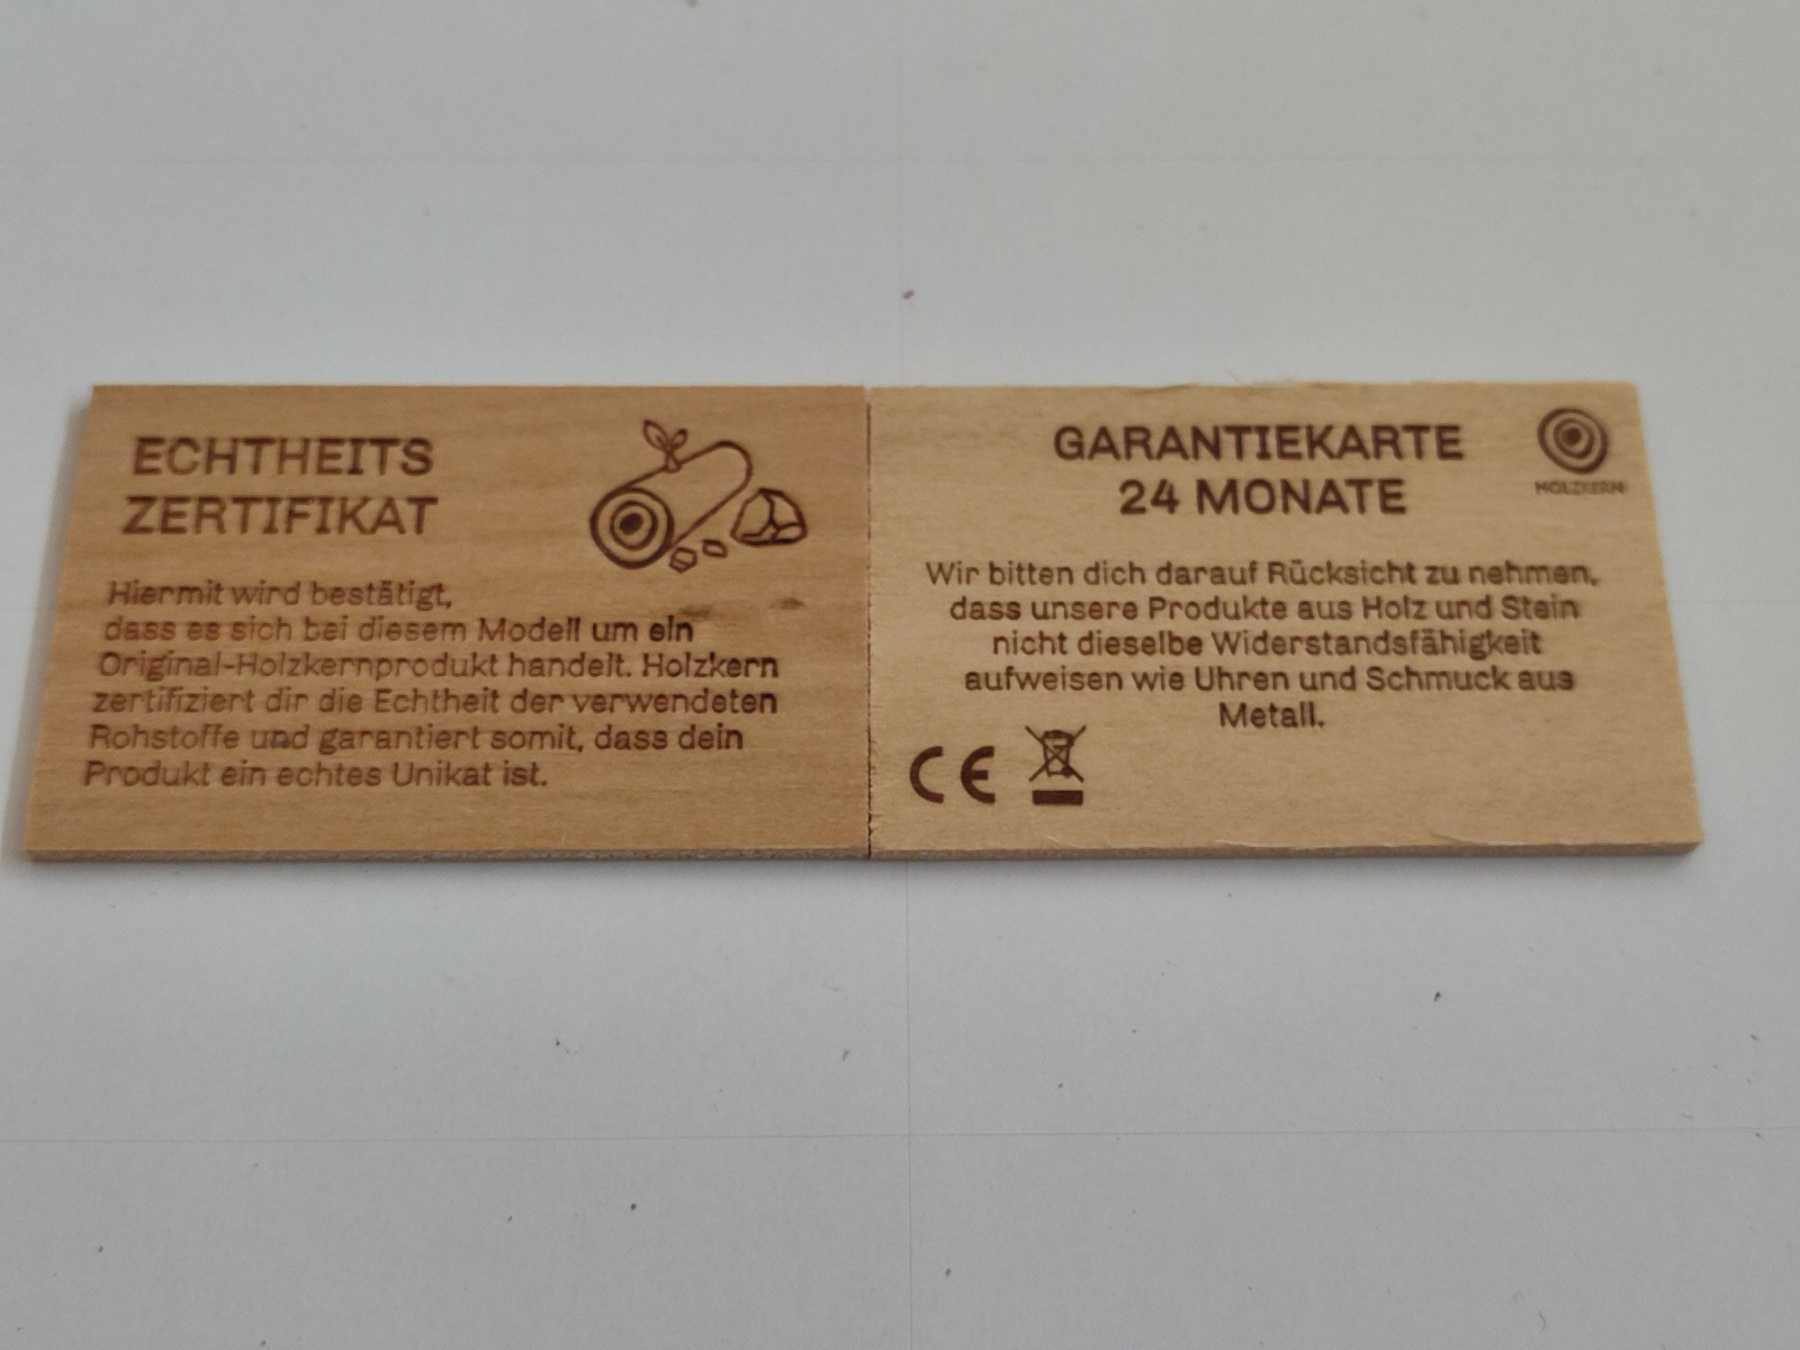 ECHTHEITS
ZERTIFIKAT
Hiermit wird bestätigt,
dass es sich bei diesem Modell um ein
Original-Holzkernprodukt handelt. Holzkern
zertifiziert dir die Echtheit der verwendeten
Rohstoffe und garantiert somit, dass dein
Produkt ein echtes Unikat ist.
GARANTIEKARTE
24 MONATE
HOLZKERN
Wir bitten dich darauf Rücksicht zu nehmen,
dass unsere Produkte aus Holz und Stein
nicht dieselbe Widerstandsfähigkeit
aufweisen wie Uhren und Schmuck aus
Metall.
CE